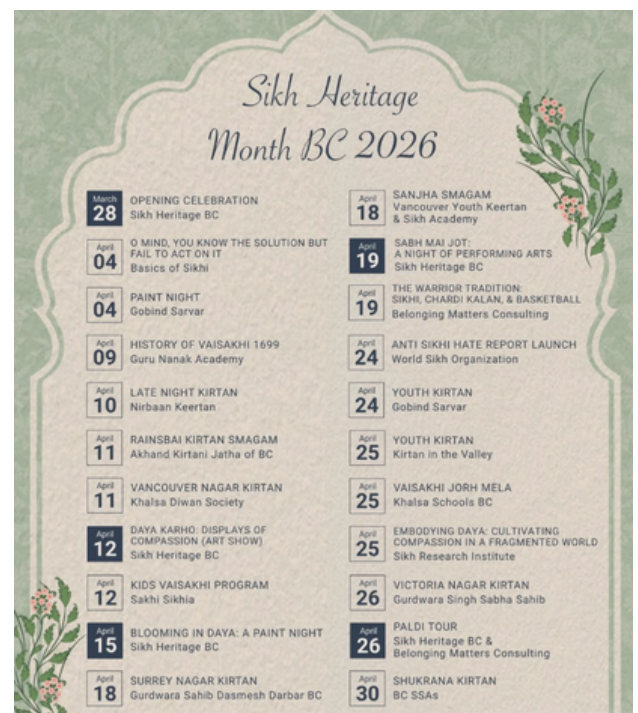 Sikh Heritage
Month BC 2026
March
28
OPENING CELEBRATION
Sikh Heritage BC
April
04
O MIND, YOU KNOW THE SOLUTION BUT
FAIL TO ACT ON IT
Basics of Sikhi
April
04
PAINT NIGHT
Gobind Sarvar
April
09
HISTORY OF VAISAKHI 1699
Guru Nanak Academy
April
10
LATE NIGHT KIRTAN
Nirbaan Keertan
April
11
RAINSBAI KIRTAN SMAGAM
Akhand Kirtani Jatha of BC
April
11
VANCOUVER NAGAR KIRTAN
Khalsa Diwan Society
April
12
DAYA KARHO: DISPLAYS OF
COMPASSION (ART SHOW)
Sikh Heritage BC
April
12
KIDS VAISAKHI PROGRAM
Sakhi Sikhia
April
15
BLOOMING IN DAYA: A PAINT NIGHT
Sikh Heritage BC
April
18
SURREY NAGAR KIRTAN
Gurdwara Sahib Dasmesh Darbar BC
April
18
SANJHA SMAGAM
Vancouver Youth Keertan
& Sikh Academy
April
19
SABH MAI JOT:
A NIGHT OF PERFORMING ARTS
Sikh Heritage BC
April
19
THE WARRIOR TRADITION:
SIKHI, CHARDI KALAN, & BASKETBALL
Belonging Matters Consulting
April
24
ANTI SIKHI HATE REPORT LAUNCH
World Sikh Organization
April
24
YOUTH KIRTAN
Gobind Sarvar
April
25
YOUTH KIRTAN
Kirtan in the Valley
April
25
VAISAKHI JORH MELA
Khalsa Schools BC
April
25
EMBODYING DAYA: CULTIVATING
COMPASSION IN A FRAGMENTED WORLD
Sikh Research Institute
April
26
VICTORIA NAGAR KIRTAN
Gurdwara Singh Sabha Sahib
April
26
PALDI TOUR
Sikh Heritage BC &
Belonging Matters Consulting
April
30
SHUKRANA KIRTAN
BC SSAs